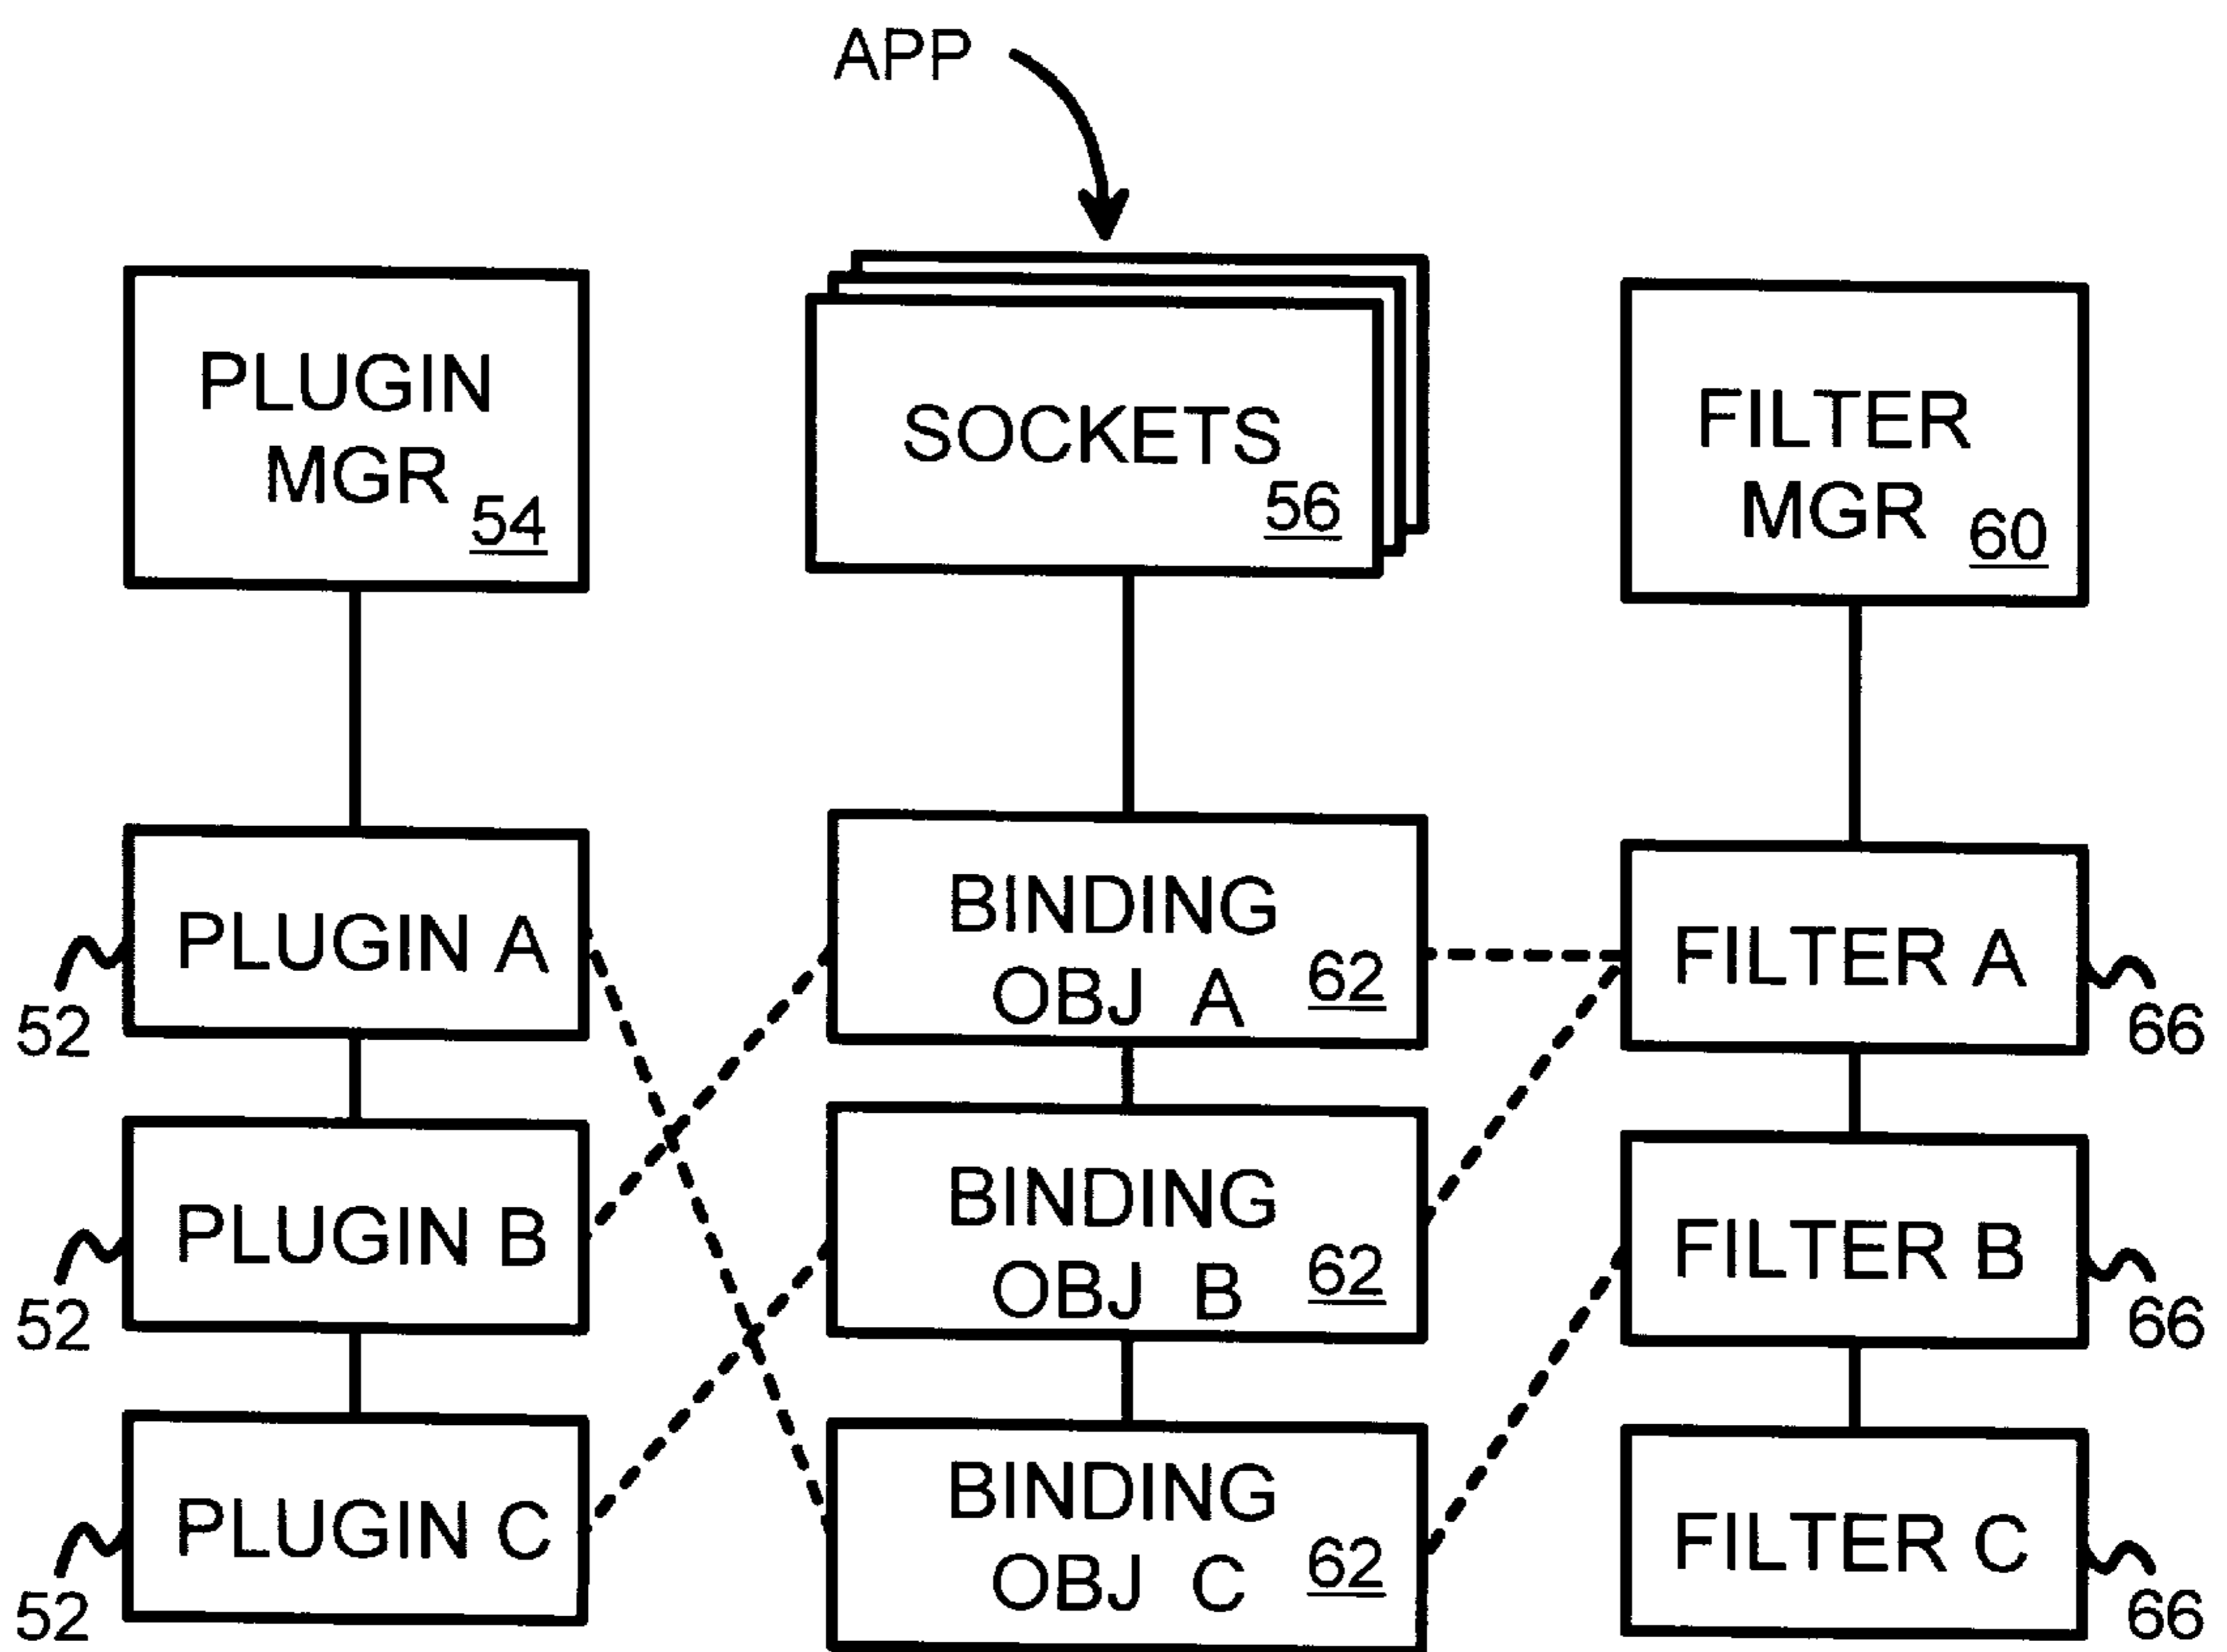 APP
PLUGIN
MGR 54
SOCKETS
56
FILTER
MGR 60
PLUGIN A
52
BINDING
OBJ A 62
FILTER A
66
PLUGIN B
52
BINDING
OBJ B 62
FILTER B
66
PLUGIN C
52
BINDING
OBJ C 62
FILTER C
66